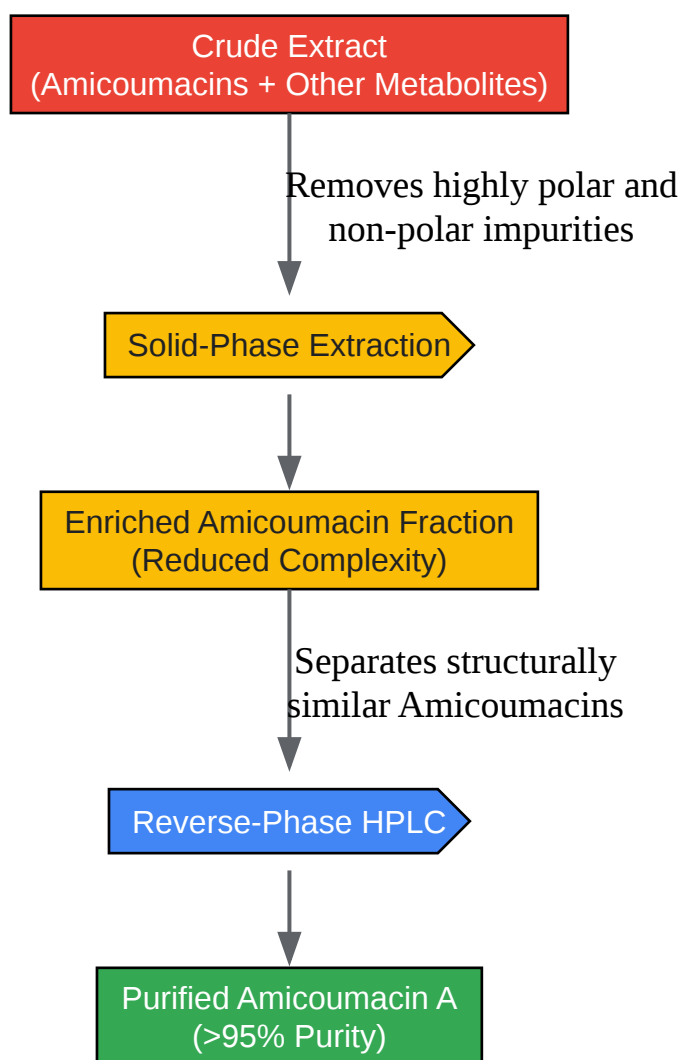 Crude Extract
(Amicoumacins + Other Metabolites)
Removes highly polar and
non-polar impurities
Solid-Phase Extraction
Enriched Amicoumacin Fraction
(Reduced Complexity)
Separates structurally
similar Amicoumacins
Reverse-Phase HPLC
Purified Amicoumacin A
(>95% Purity)